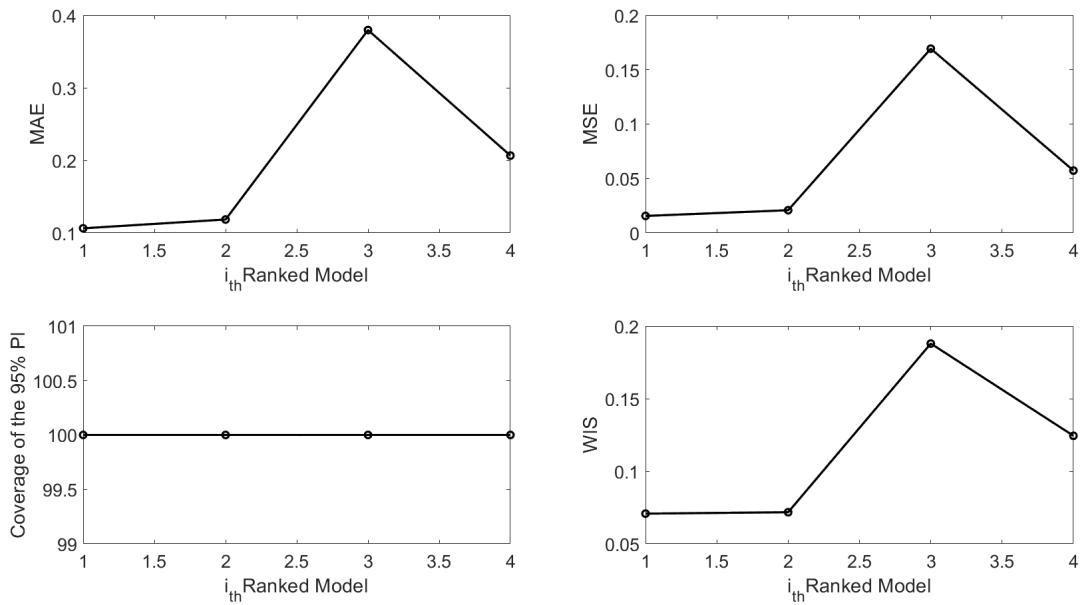 0.4
0.3
0.2
0.1
MAE
1 1.5 2 2.5 3 3.5 4
i_th Ranked Model
0.2
0.15
0.1
0.05
0
MSE
1 1.5 2 2.5 3 3.5 4
i_th Ranked Model
101
100.5
100
99.5
99
Coverage of the 95% PI
1 1.5 2 2.5 3 3.5 4
i_th Ranked Model
0.2
0.15
0.1
0.05
WIS
1 1.5 2 2.5 3 3.5 4
i_th Ranked Model